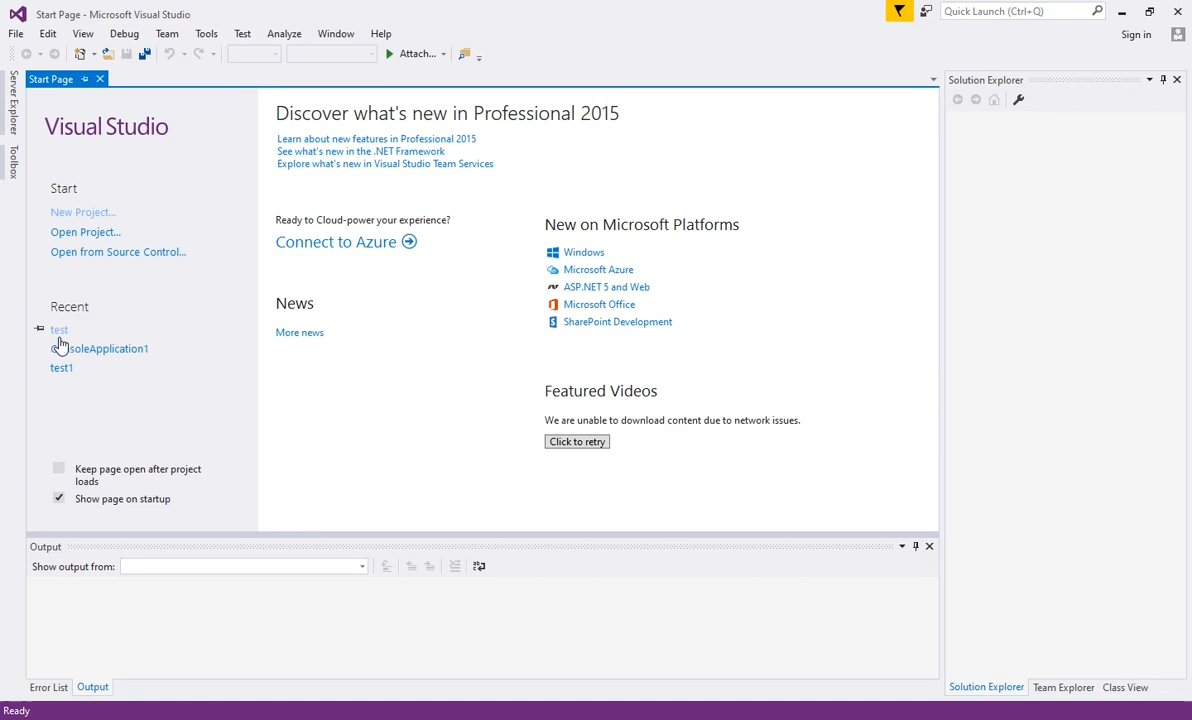 Start Page - Microsoft Visual Studio
Quick Launch (Ctrl+Q)
File Edit View Debug Team Tools Test Analyze Window Help
Sign in
Attach...
Server Explorer
Toolbox
Start Page
Visual Studio
Start
New Project...
Open Project...
Open from Source Control...
Recent
test
test1
Keep page open after project
loads
Show page on startup
Discover what's new in Professional 2015
Learn about new features in Professional 2015
See what's new in the .NET Framework
Explore what's new in Visual Studio Team Services
Ready to Cloud-power your experience?
Connect to Azure
News
More news
New on Microsoft Platforms
Windows
Microsoft Azure
ASP.NET 5 and Web
Microsoft Office
SharePoint Development
Featured Videos
We are unable to download content due to network issues.
Click to retry
Solution Explorer
Output
Show output from:
Error List Output
Solution Explorer Team Explorer Class View
Ready